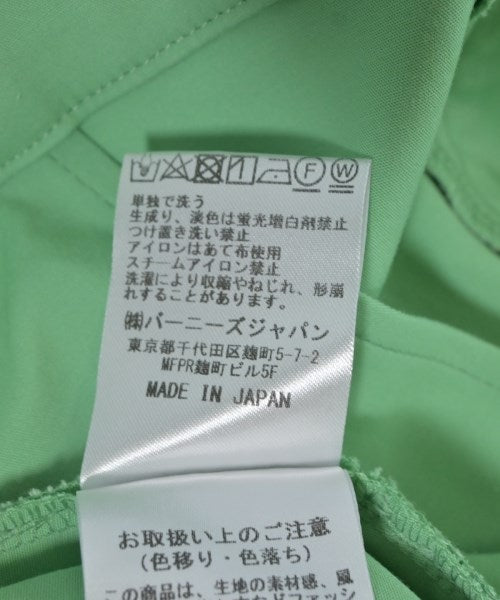 単独で洗う
生成り、淡色は蛍光増白剤禁止
つけ置き洗い禁止
アイロンはあて布使用
スチームアイロン禁止
洗濯により収縮やねじれ、形崩
れすることがあります。
㈱バーニーズジャパン
東京都千代田区麹町5-7-2
MFPR麹町ビル5F
MADE IN JAPAN
お取扱い上のご注意
(色移り・色落ち)
この商品は、生地の素材感、風